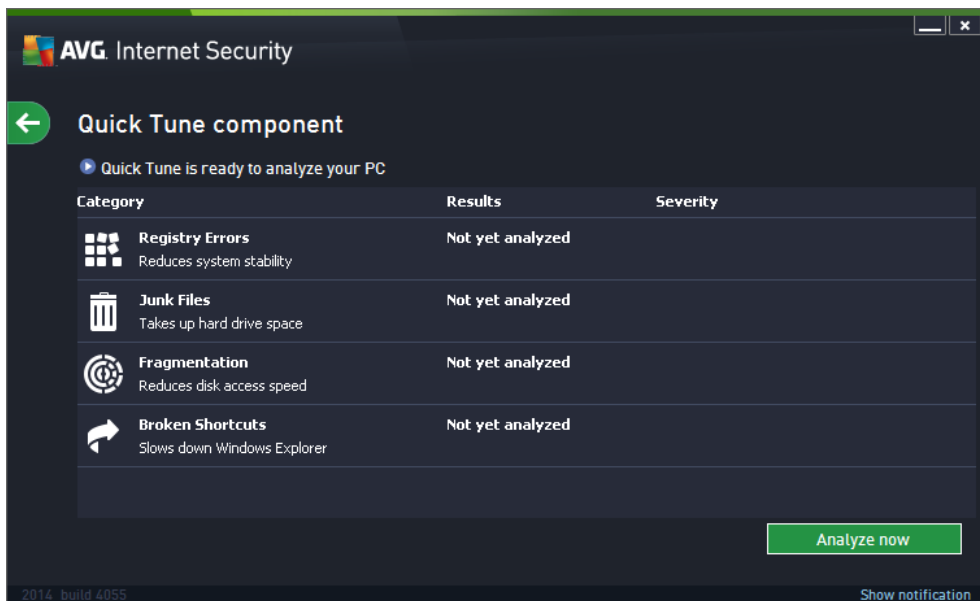 AVG. Internet Security
Quick Tune component
Quick Tune is ready to analyze your PC
Category Results Severity
Registry Errors Not yet analyzed
Reduces system stability
Junk Files Not yet analyzed
Takes up hard drive space
Fragmentation Not yet analyzed
Reduces disk access speed
Broken Shortcuts Not yet analyzed
Slows down Windows Explorer
Analyze now
2014 build 4055 Show notification